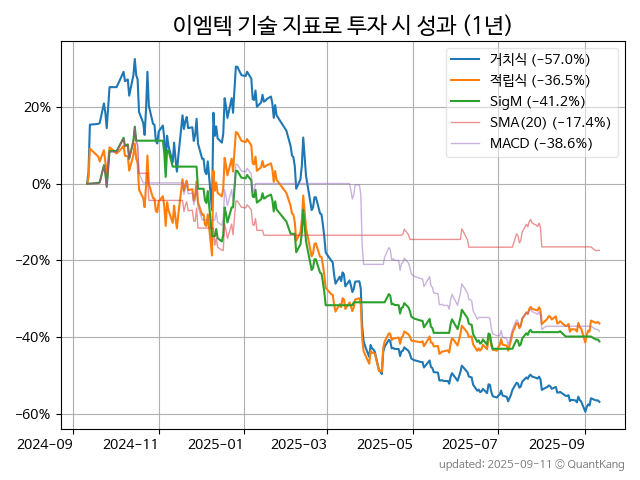 이엠텍 기술 지표로 투자 시 성과 (1년)
거치식 (−57.0%)
적립식 (−36.5%)
SigM (−41.2%)
SMA(20) (−17.4%)
MACD (−38.6%)
20%
0%
−20%
−40%
−60%
2024-09
2024-11
2025-01
2025-03
2025-05
2025-07
2025-09
updated: 2025-09-11 © QuantKang